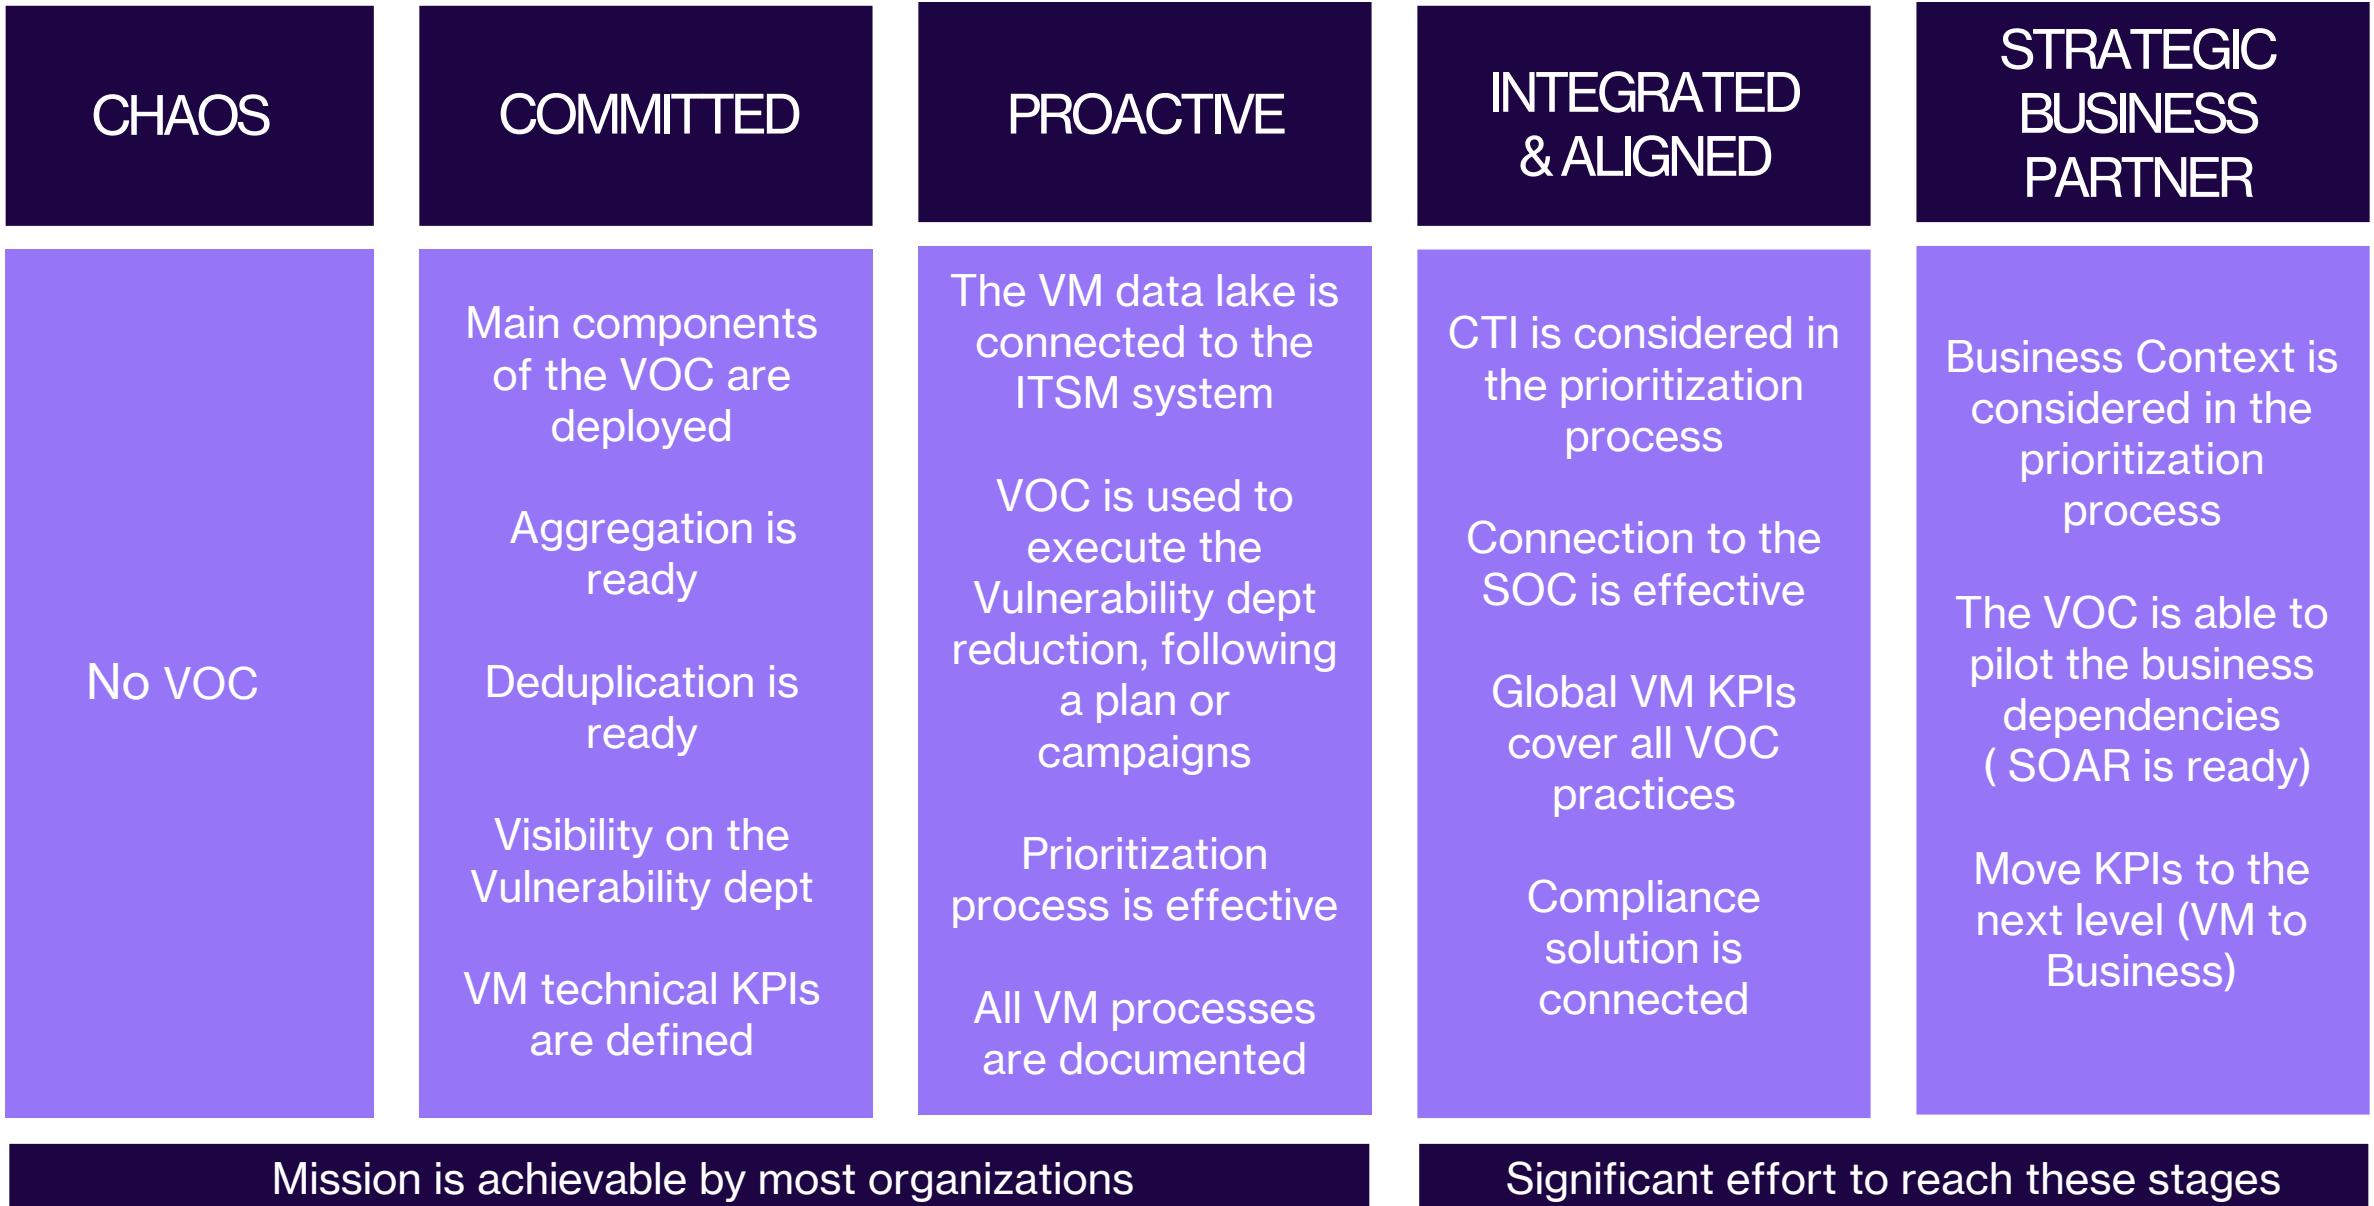 CHAOS
No VOC
COMMITTED
Main components
of the VOC are
deployed
Aggregation is
ready
Deduplication is
ready
Visibility on the
Vulnerability dept
VM technical KPIs
are defined
PROACTIVE
The VM data lake is
connected to the
ITSM system
VOC is used to
execute the
Vulnerability dept
reduction, following
a plan or
campaigns
Prioritization
process is effective
All VM processes
are documented
INTEGRATED
& ALIGNED
CTI is considered in
the prioritization
process
Connection to the
SOC is effective
Global VM KPIs
cover all VOC
practices
Compliance
solution is
connected
STRATEGIC
BUSINESS
PARTNER
Business Context is
considered in the
prioritization
process
The VOC is able to
pilot the business
dependencies
( SOAR is ready)
Move KPIs to the
next level (VM to
Business)
Mission is achievable by most organizations
Significant effort to reach these stages